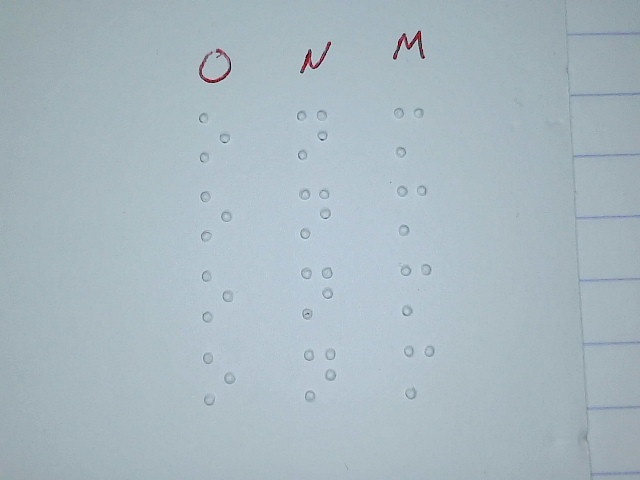 O N M
⠕ ⠝ ⠍
⠕ ⠝ ⠍
⠕ ⠝ ⠍
⠕ ⠝ ⠍